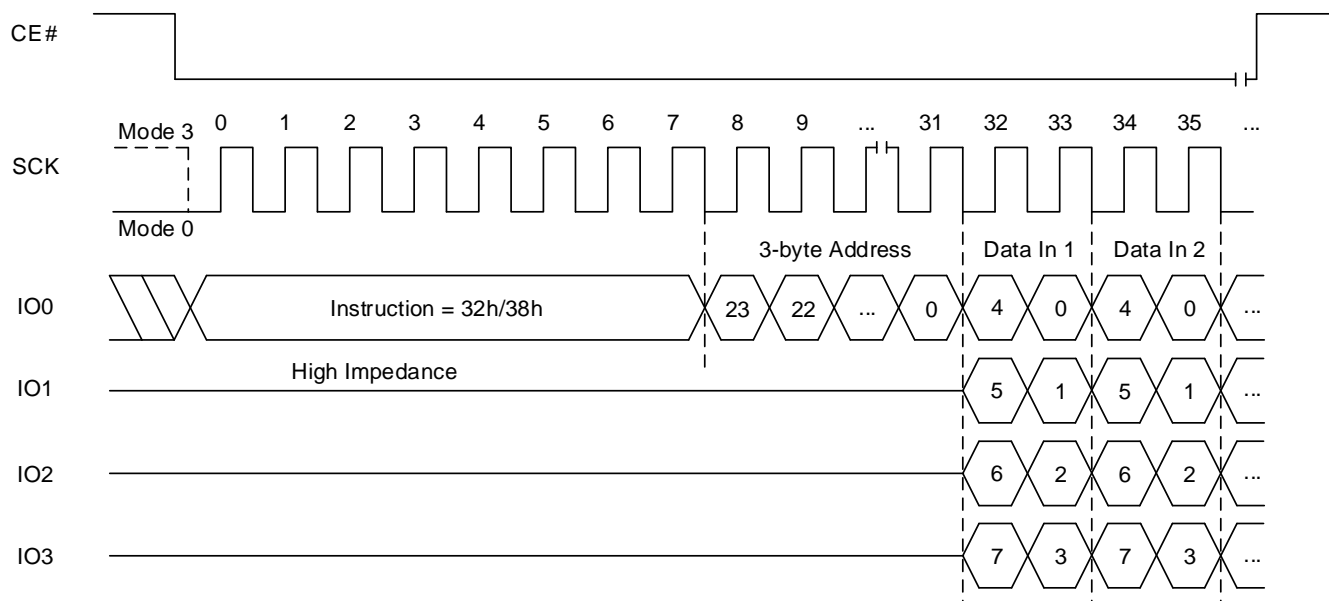 CE#
Mode 3 0 1 2 3 4 5 6 7 8 9 ... 31 32 33 34 35 ...
SCK
Mode 0
3-byte Address Data In 1 Data In 2
IO0 Instruction = 32h/38h 23 22 ... 0 4 0 4 0 ...
High Impedance
IO1 5 1 5 1 ...
IO2 6 2 6 2 ...
IO3 7 3 7 3 ...